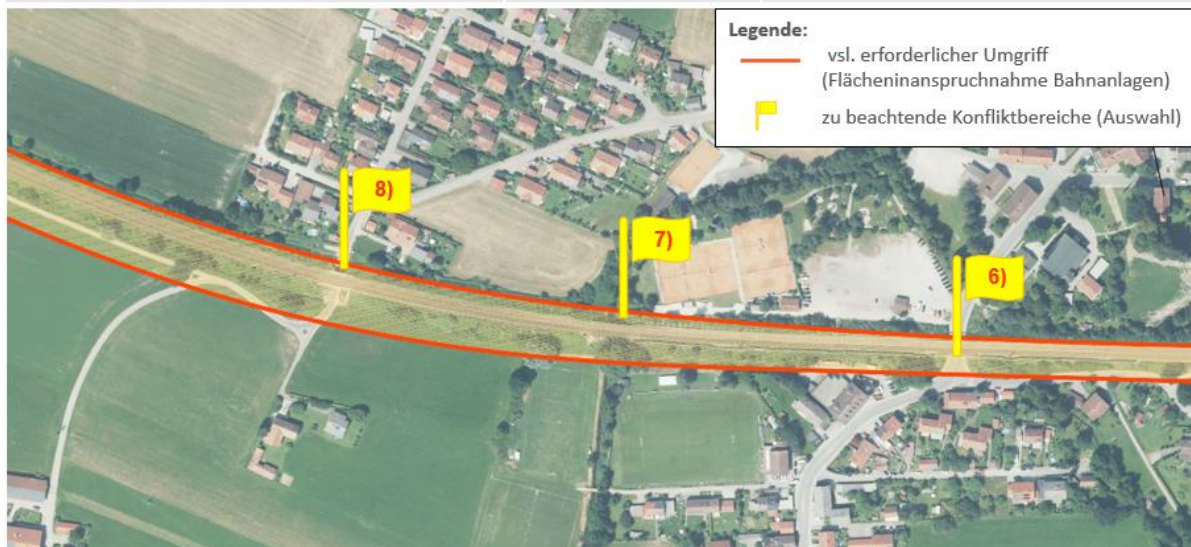 Legende:
vsl. erforderlicher Umgriff
(Flächeninanspruchnahme Bahnanlagen)
zu beachtende Konfliktbereiche (Auswahl)
8)
7)
6)